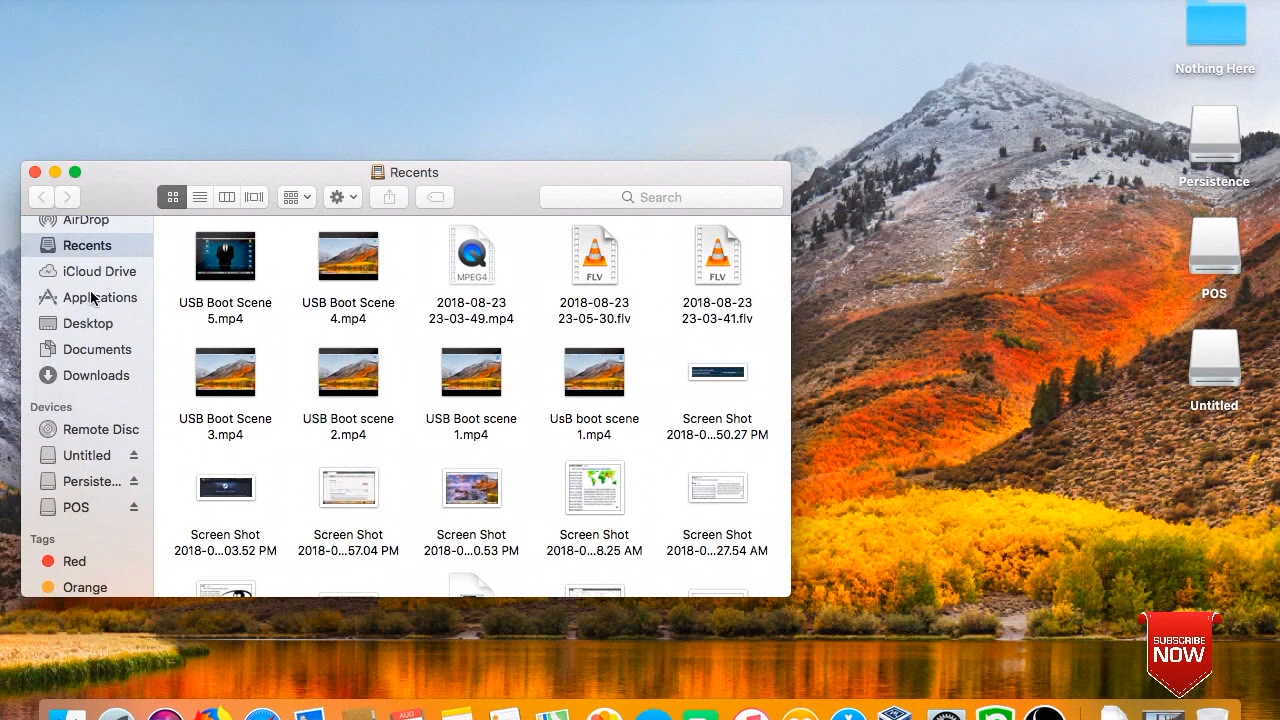 Nothing Here
Persistence
POS
Untitled
Recents
Search
AirDrop
Recents
iCloud Drive
Applications
Desktop
Documents
Downloads
Devices
Remote Disc
Untitled
Persiste...
POS
Tags
Red
Orange
USB Boot Scene
5.mp4
USB Boot Scene
4.mp4
MPEG4
2018-08-23
23-03-49.mp4
FLV
2018-08-23
23-05-30.flv
FLV
2018-08-23
23-03-41.flv
USB Boot Scene
3.mp4
USB Boot scene
2.mp4
USB Boot scene
1.mp4
UsB boot scene
1.mp4
Screen Shot
2018-0...50.27 PM
Screen Shot
2018-0...03.52 PM
Screen Shot
2018-0...57.04 PM
Screen Shot
2018-0...0.53 PM
Screen Shot
2018-0...8.25 AM
Screen Shot
2018-0...27.54 AM
SUBSCRIBE
NOW
AUG